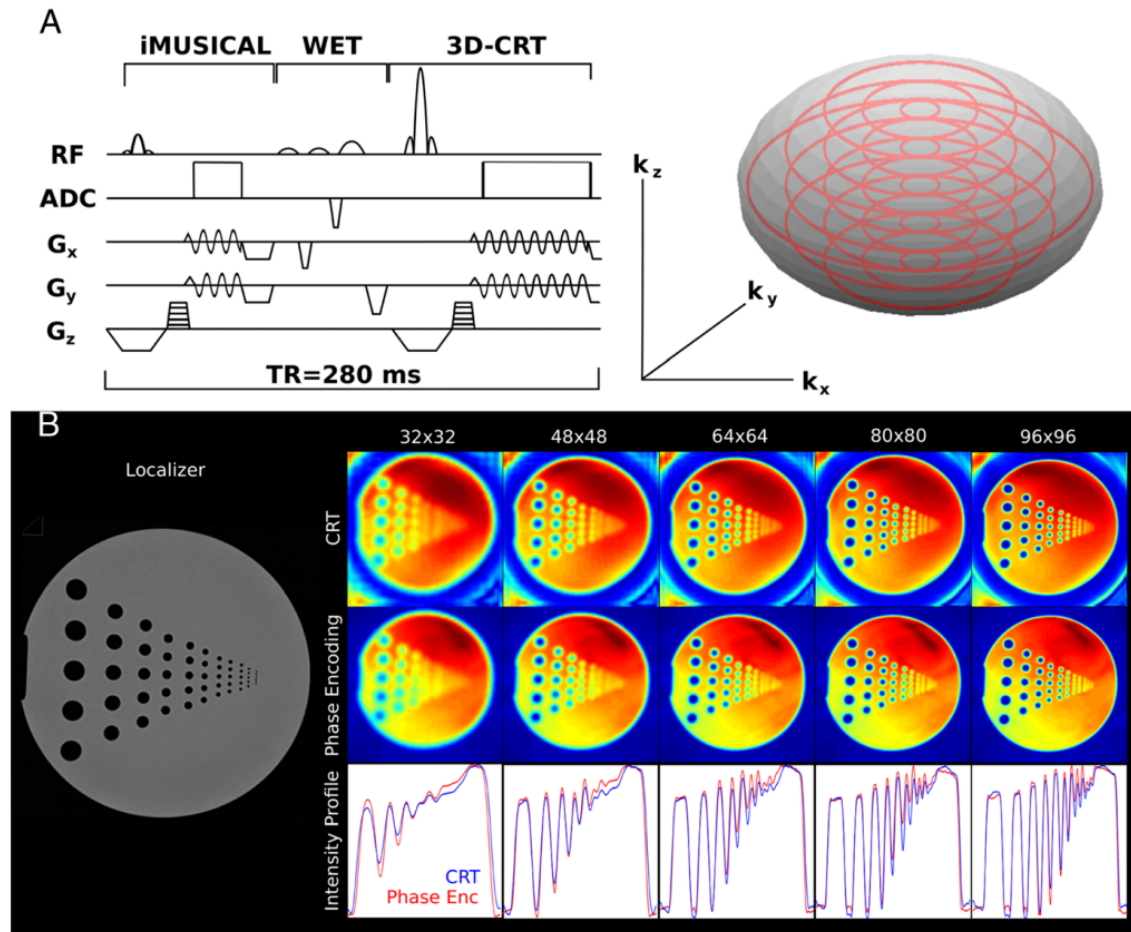 A
iMUSICAL WET 3D-CRT
RF
ADC
Gx
Gy
Gz
TR=280 ms
kz
ky
kx
B
Localizer
32x32 48x48 64x64 80x80 96x96
CRT
Phase Encoding
Intensity Profile
CRT
Phase Enc